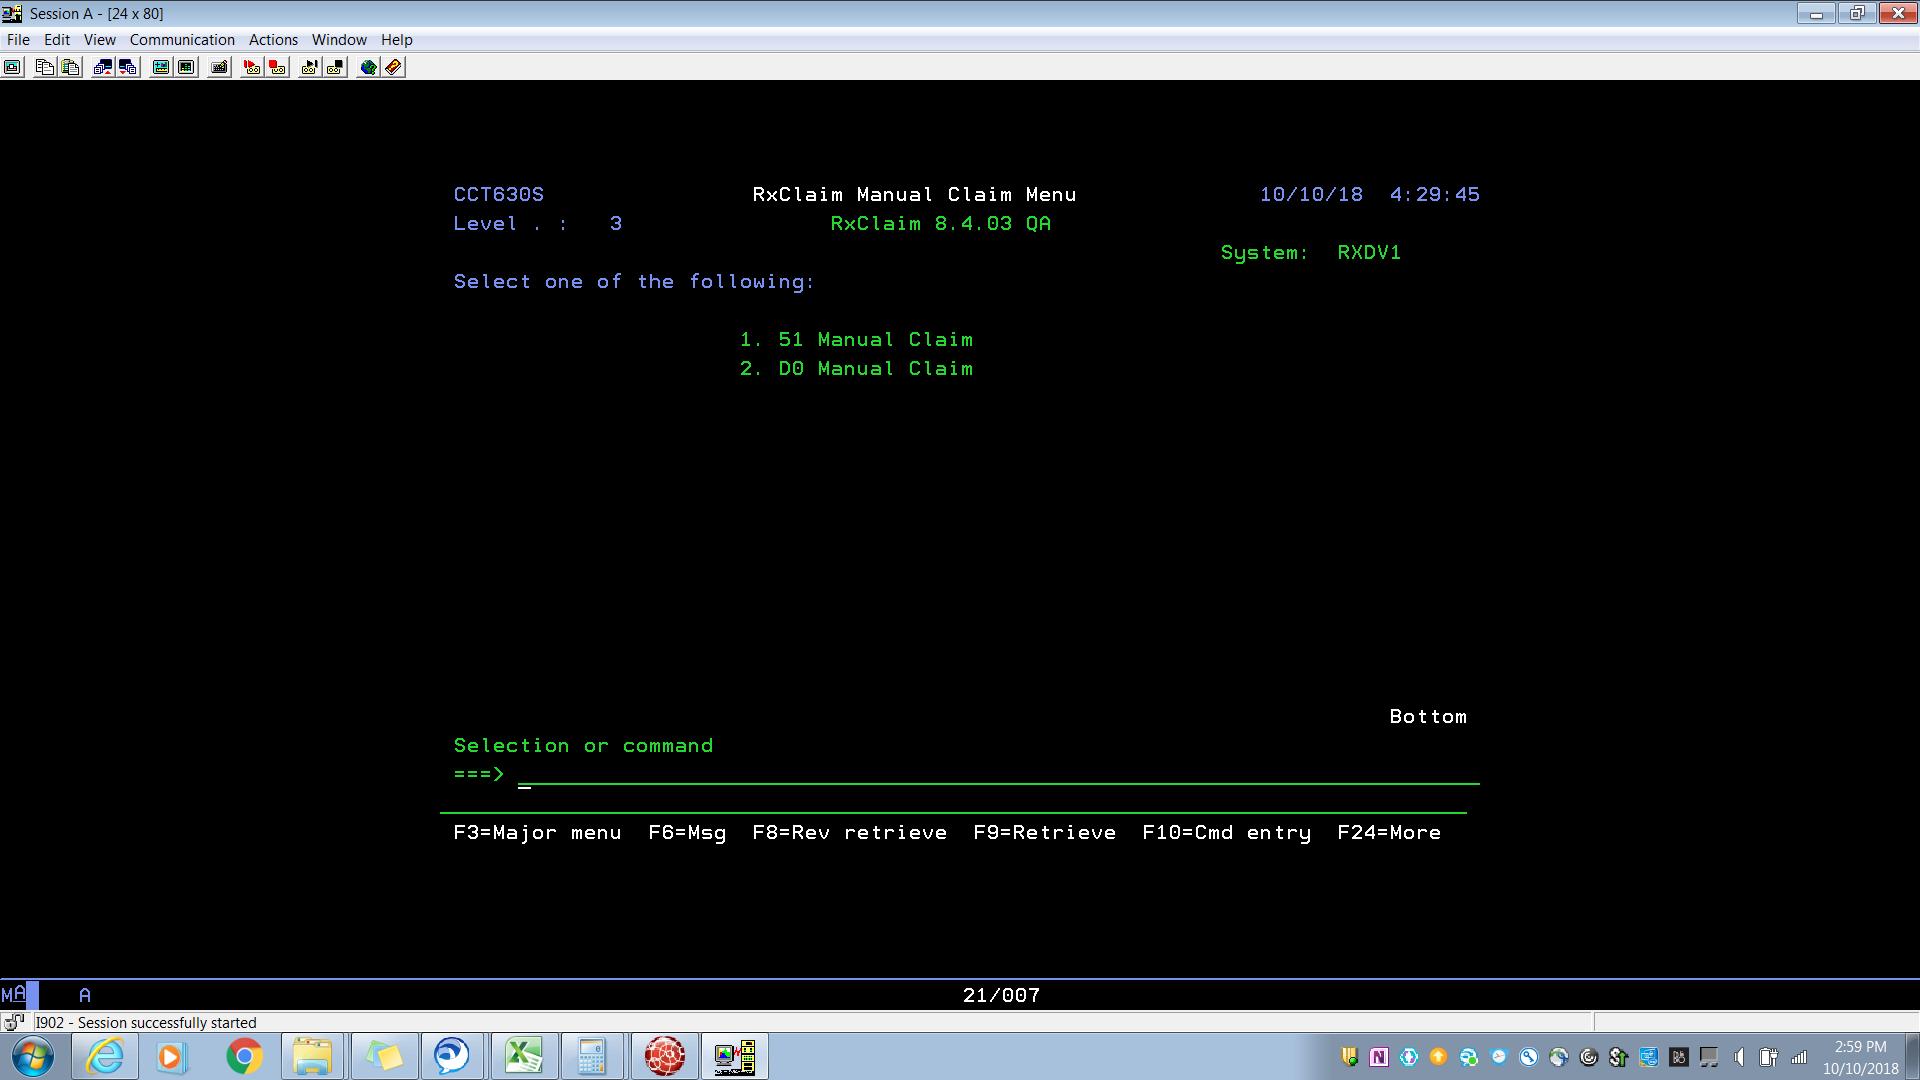 Session A - [24 x 80]
File Edit View Communication Actions Window Help
CCT630S RxClaim Manual Claim Menu 10/10/18 4:29:45
Level . : 3 RxClaim 8.4.03 QA
System: RXDV1
Select one of the following:
1. 51 Manual Claim
2. D0 Manual Claim
Bottom
Selection or command
===>
F3=Major menu F6=Msg F8=Rev retrieve F9=Retrieve F10=Cmd entry F24=More
MA A 21/007
I902 - Session successfully started
2:59 PM
10/10/2018